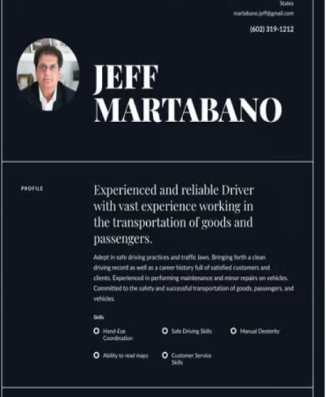 States
martabano.jeff@gmail.com
(602) 319-1212
JEFF
MARTABANO
PROFILE
Experienced and reliable Driver
with vast experience working in
the transportation of goods and
passengers.
Adept in safe driving practices and traffic laws. Bringing forth a clean
driving record as well as a career history full of satisfied customers and
clients. Experienced in performing maintenance and minor repairs on vehicles.
Committed to the safety and successful transportation of goods, passengers, and
vehicles.
Skills
Hand-Eye
Coordination
Safe Driving Skills
Manual Dexterity
Ability to read maps
Customer Service
Skills